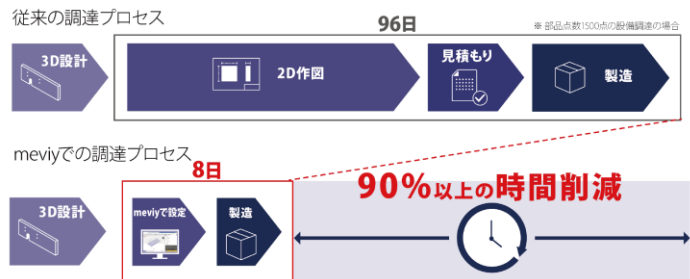 従来の調達プロセス
96日
※ 部品点数1500点の設備調達の場合
3D設計
2D作図
見積もり
製造
meviyでの調達プロセス
8日
90%以上の時間削減
3D設計
meviyで設定
製造